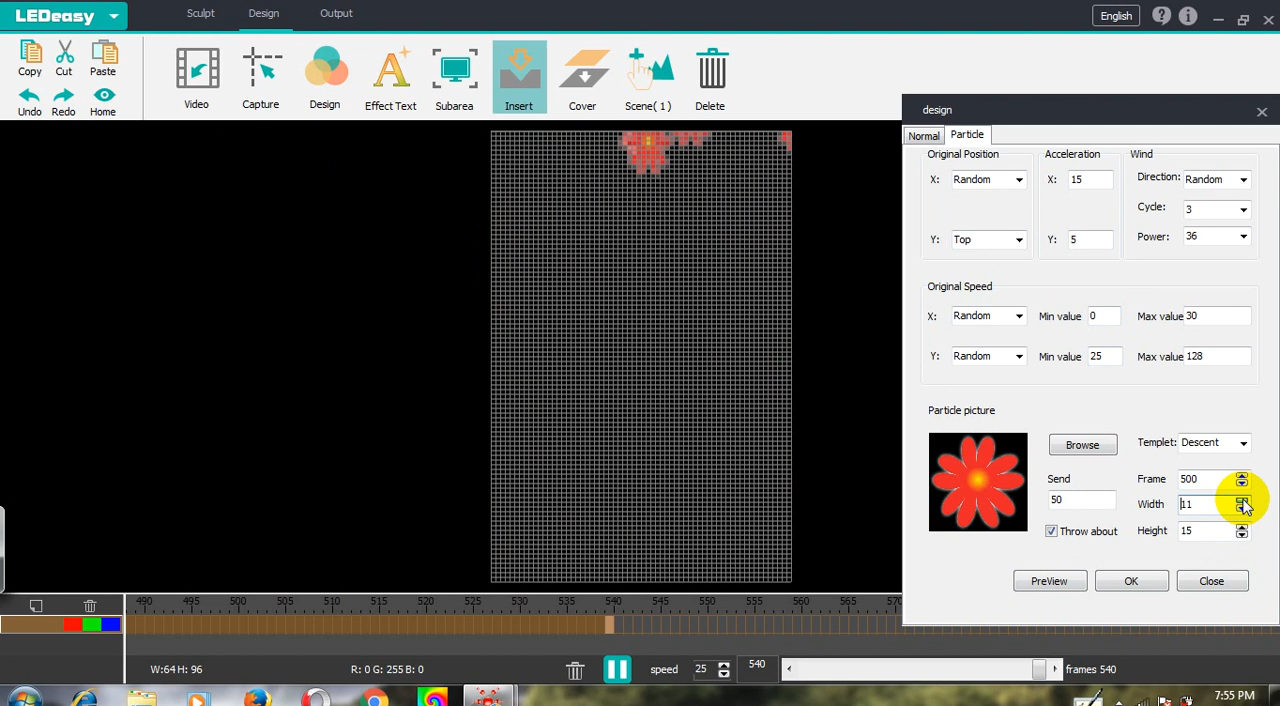 LEDeasy
Sculpt
Design
Output
English
Copy
Cut
Paste
Undo
Redo
Home
Video
Capture
Design
Effect Text
Subarea
Insert
Cover
Scene( 1 )
Delete
design
Normal
Particle
Original Position
X: Random
Y: Top
Acceleration
X: 15
Y: 5
Wind
Direction: Random
Cycle: 3
Power: 36
Original Speed
X: Random Min value 0 Max value 30
Y: Random Min value 25 Max value 128
Particle picture
Browse
Templet: Descent
Send
50
Throw about
Frame 500
Width 11
Height 15
PreView
OK
Close
490 495 500 505 510 515 520 525 530 535 540 545 550 555 560 565 570
W:64 H: 96
R: 0 G: 255 B: 0
speed 25
540
frames 540
7:55 PM